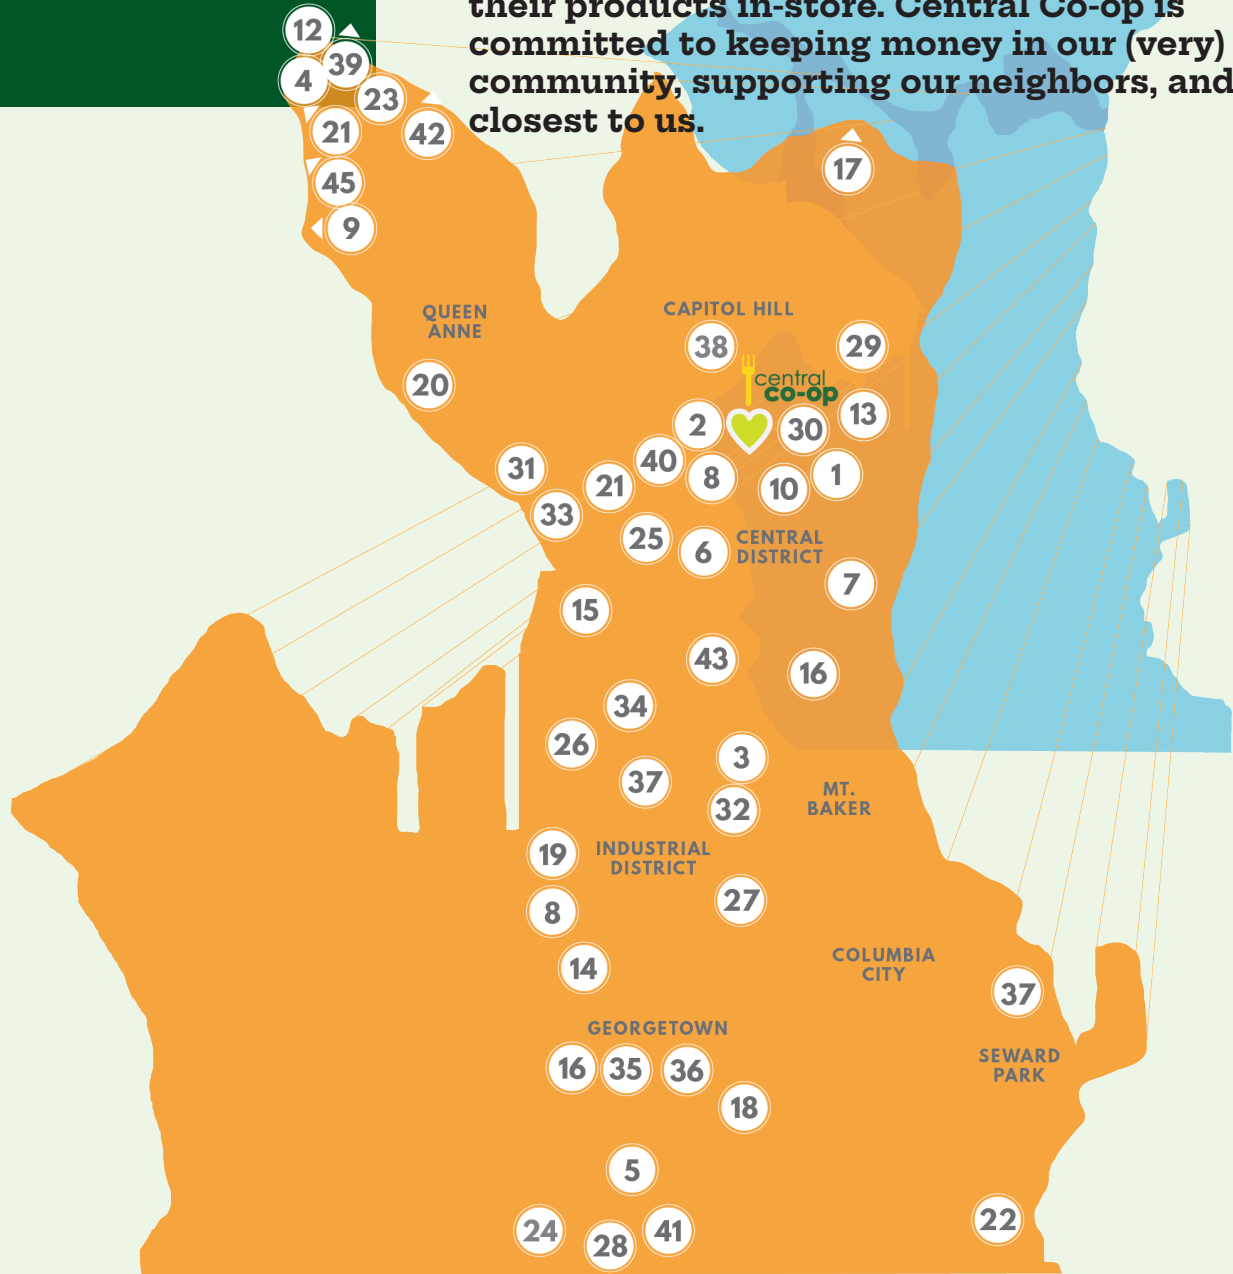 their products in-store. Central Co-op is
committed to keeping money in our (very)
community, supporting our neighbors, and
closest to us.
12
39
4
23
21
42
45
17
9
QUEEN
ANNE
CAPITOL HILL
38
29
20
central
co-op
13
2
30
40
31
8
1
21
10
33
25
6
CENTRAL
DISTRICT
7
15
43
16
34
26
3
37
32
MT.
BAKER
19
INDUSTRIAL
DISTRICT
27
8
COLUMBIA
CITY
14
37
GEORGETOWN
SEWARD
PARK
16
35
36
18
5
22
24
28
41